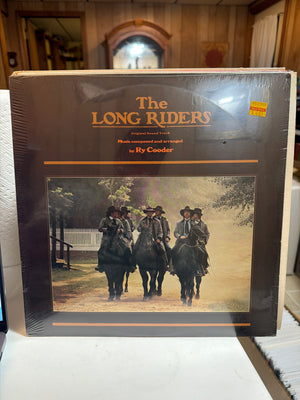 The
LONG RIDERS
Original Sound Track
Music composed and arranged
by Ry Cooder